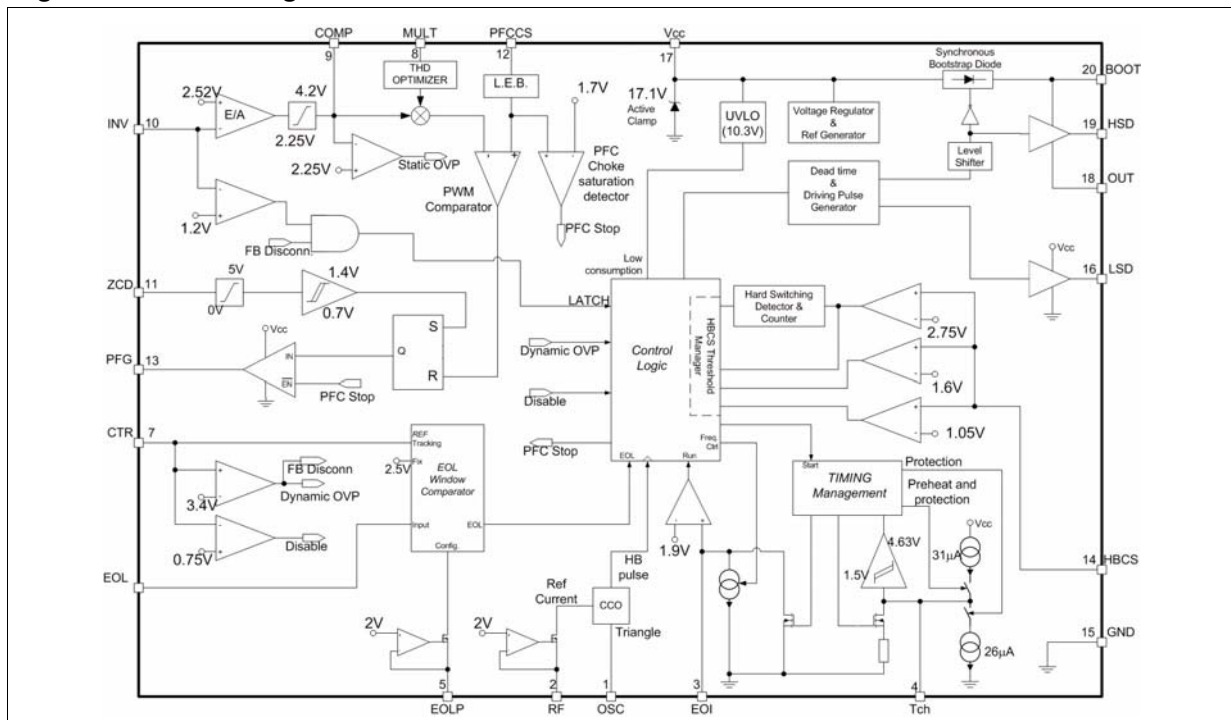 COMP
9
MULT
8
PFCCS
12
Vcc
17
THD
OPTIMIZER
L.E.B.
1.7V
17.1V
Active
Clamp
UVLO
(10.3V)
Voltage Regulator
&
Ref Generator
Synchronous
Bootstrap Diode
20
BOOT
19
HSD
Level
Shifter
18
OUT
INV
10
2.52V
E/A
4.2V
2.25V
2.25V
Static OVP
PWM
Comparator
PFC
Choke
saturation
detector
PFC Stop
1.2V
FB Disconn.
Dead time
&
Driving Pulse
Generator
Vcc
16
LSD
ZCD
11
5V
0V
1.4V
0.7V
S
Q
R
Low
consumption
LATCH
Control
Logic
HBCS Threshold
Manager
Hard Switching
Detector &
Counter
2.75V
1.6V
1.05V
Dynamic OVP
Disable
PFC Stop
EOL
Run
Freq.
Ctrl
PFG
13
Vcc
IN
EN
PFC Stop
CTR
7
FB Disconn
Dynamic OVP
3.4V
0.75V
Disable
REF
Tracking
2.5V
Fix
EOL
Window
Comparator
Input
EOL
Config.
Start
TIMING
Management
Protection
Preheat and
protection
Vcc
31μA
4.63V
1.5V
26μA
14
HBCS
15
GND
1.9V
HB
pulse
Ref
Current
CCO
Triangle
EOL
2V
2V
5
EOLP
2
RF
1
OSC
3
EOI
4
Tch